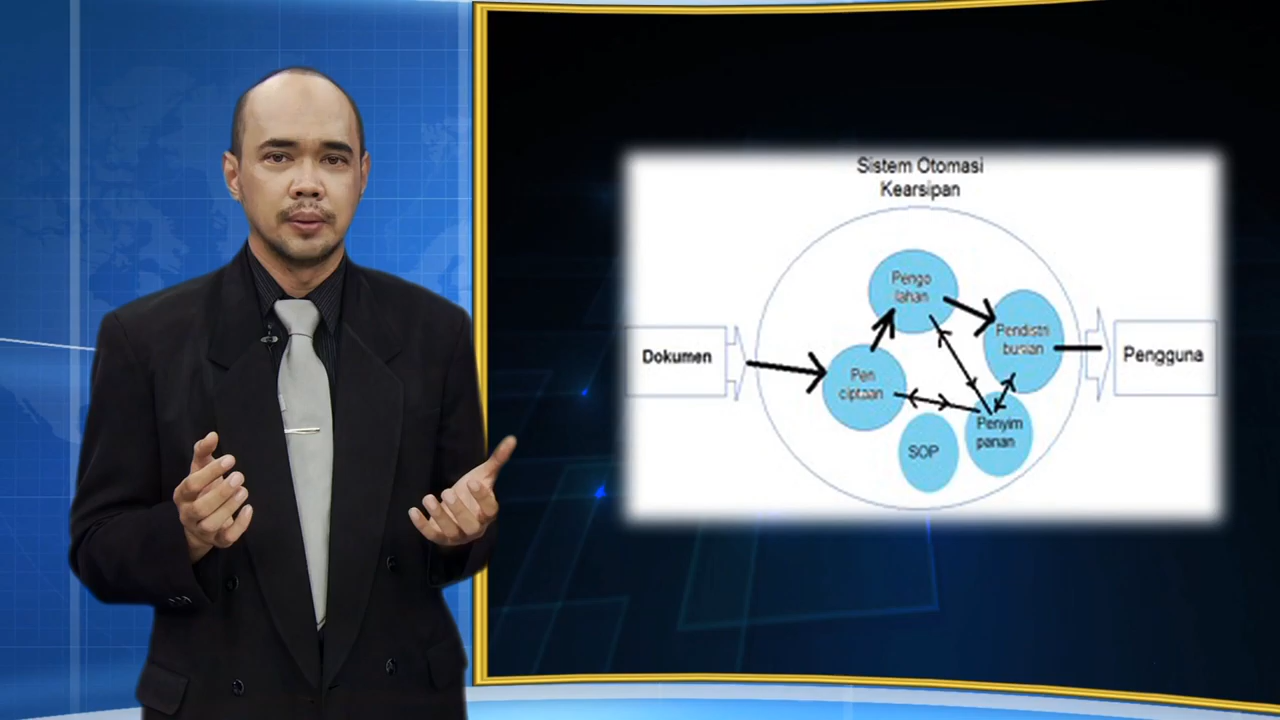 Sistem Otomasi
Kearsipan
Pengo
lahan
Pendistri
busian
Dokumen
Pengguna
Pen
ciptaan
Penyim
panan
SOP